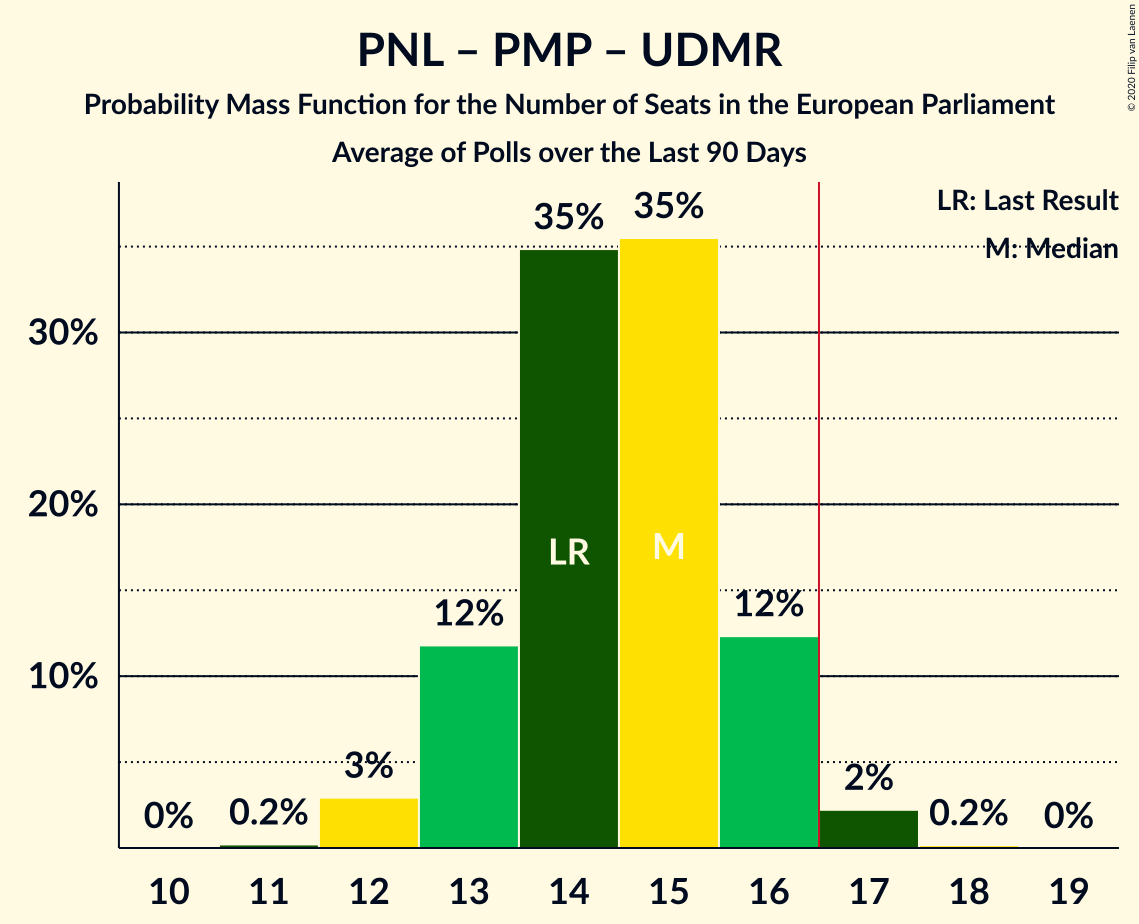 PNL – PMP – UDMR
Probability Mass Function for the Number of Seats in the European Parliament
Average of Polls over the Last 90 Days
© 2020 Filip van Laenen
LR: Last Result
M: Median
35%
35%
30%
20%
LR
M
12%
12%
10%
3%
2%
0%
0.2%
0.2%
0%
10 11 12 13 14 15 16 17 18 19